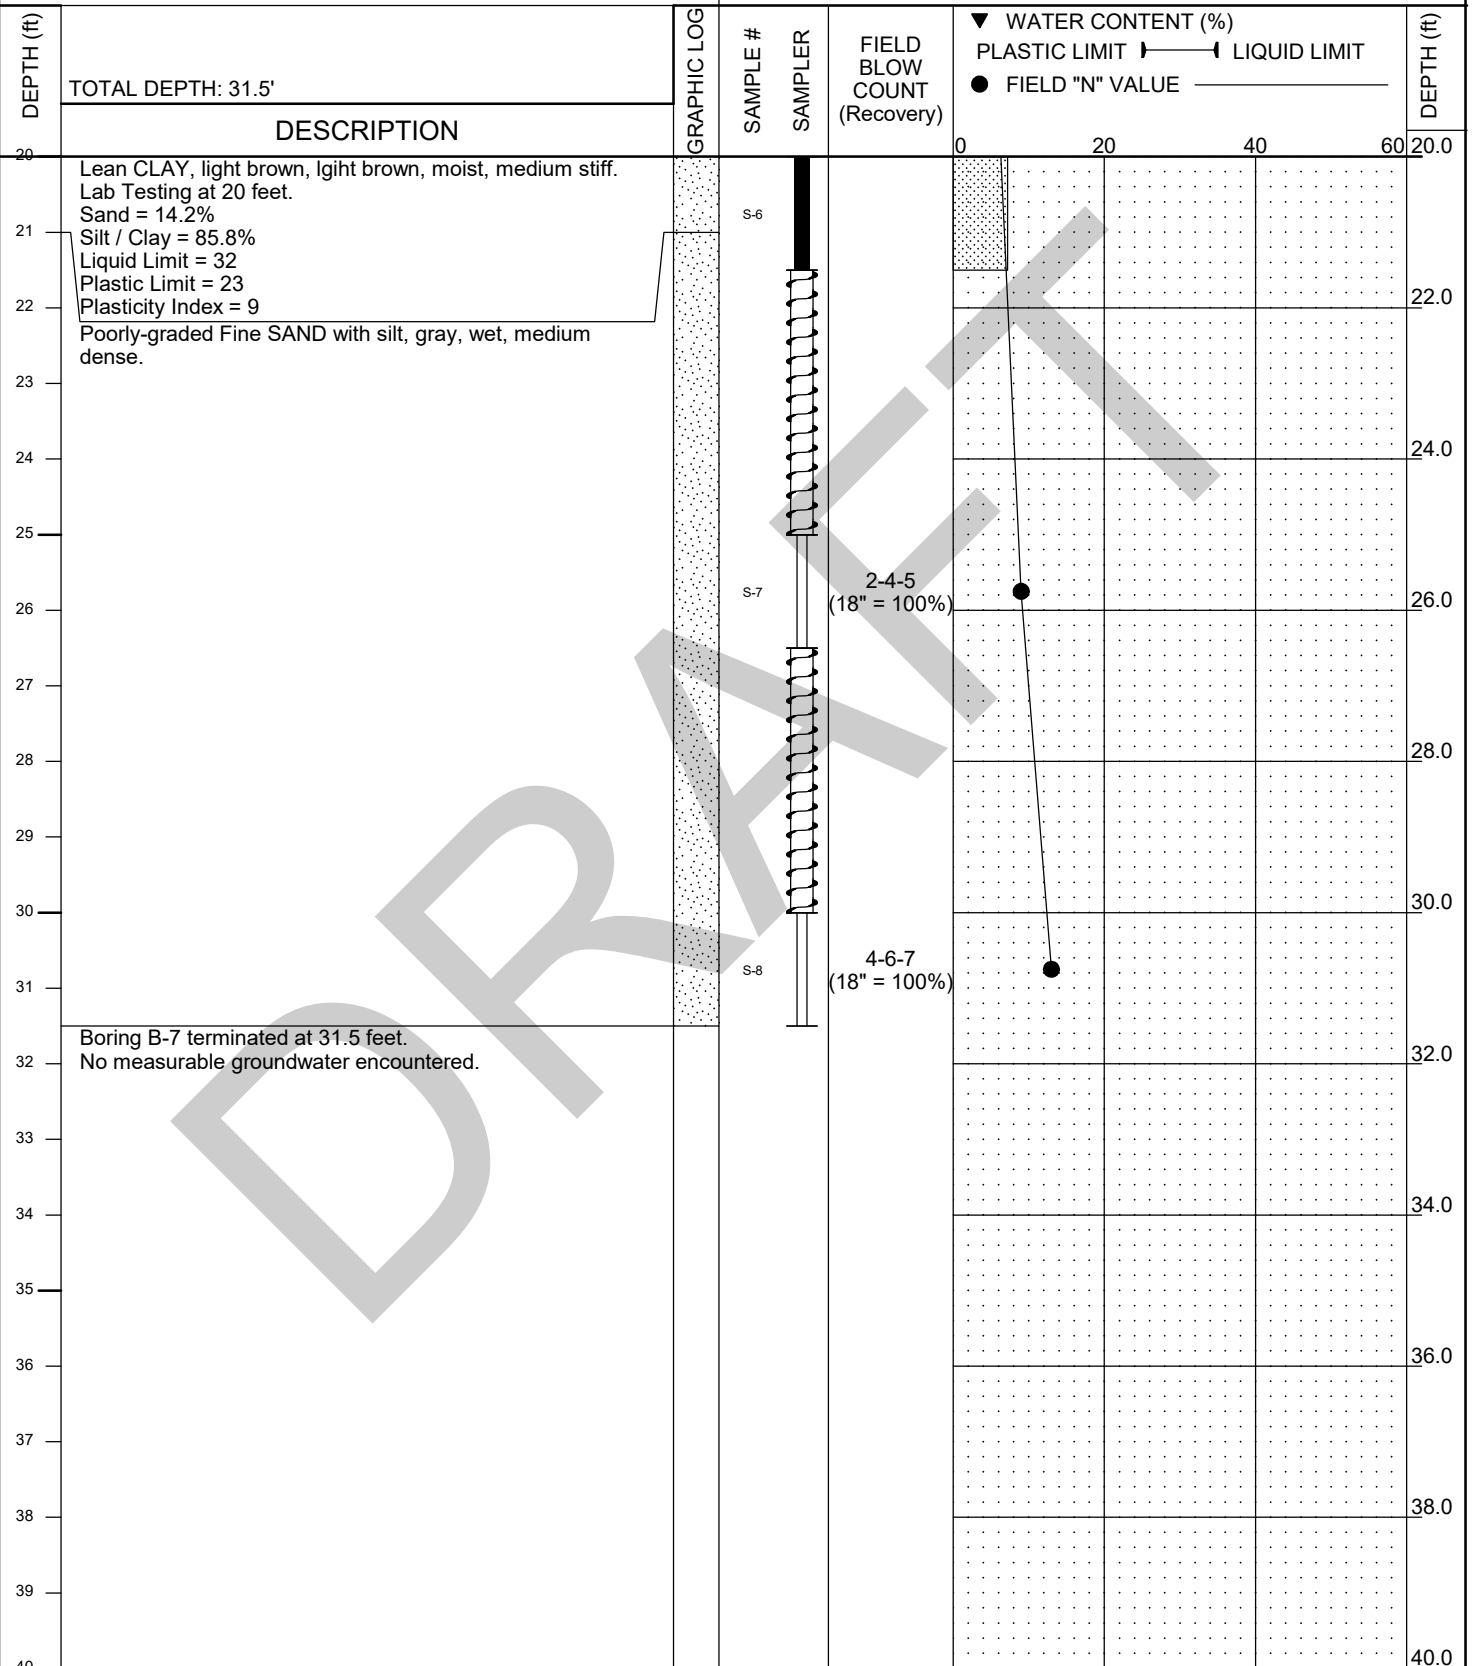 DEPTH (ft)
TOTAL DEPTH: 31.5'
DESCRIPTION
GRAPHIC LOG
SAMPLE #
SAMPLER
FIELD
BLOW
COUNT
(Recovery)
WATER CONTENT (%)
PLASTIC LIMIT LIQUID LIMIT
FIELD "N" VALUE
DEPTH (ft)
0 20 40 60 20.0
20
Lean CLAY, light brown, lgiht brown, moist, medium stiff.
Lab Testing at 20 feet.
Sand = 14.2%
S-6
21
Silt / Clay = 85.8%
Liquid Limit = 32
Plastic Limit = 23
22
Plasticity Index = 9
22.0
Poorly-graded Fine SAND with silt, gray, wet, medium
dense.
23
24
24.0
25
S-7
2-4-5
(18" = 100%)
26
26.0
27
28
28.0
29
30
30.0
S-8
4-6-7
(18" = 100%)
31
Boring B-7 terminated at 31.5 feet.
No measurable groundwater encountered.
32
32.0
33
34
34.0
35
36
36.0
37
38
38.0
39
40
40.0
DRAFT